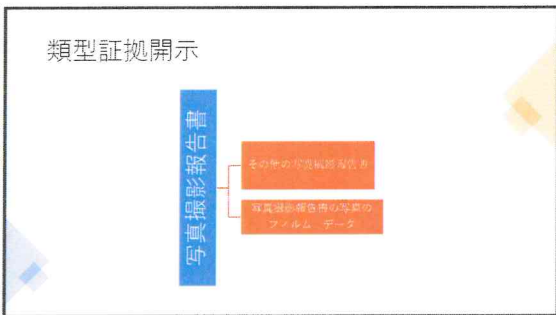 類型証拠開示
写真撮影報告書
その他の写真撮影報告書
写真撮影報告書の写真の
フィルム、データ